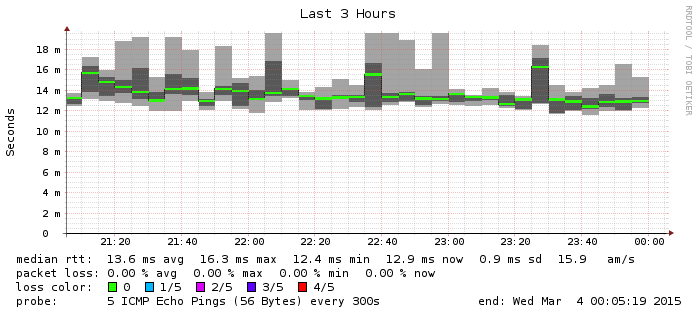 Last 3 Hours
RRDTOOL / TOBI OETIKER
Seconds
18 m
16 m
14 m
12 m
10 m
8 m
6 m
4 m
2 m
0
21:20 21:40 22:00 22:20 22:40 23:00 23:20 23:40 00:00
median rtt: 13.6 ms avg 16.3 ms max 12.4 ms min 12.9 ms now 0.9 ms sd 15.9 am/s
packet loss: 0.00 % avg 0.00 % max 0.00 % min 0.00 % now
loss color: 0 1/5 2/5 3/5 4/5
probe: 5 ICMP Echo Pings (56 Bytes) every 300s end: Wed Mar 4 00:05:19 2015